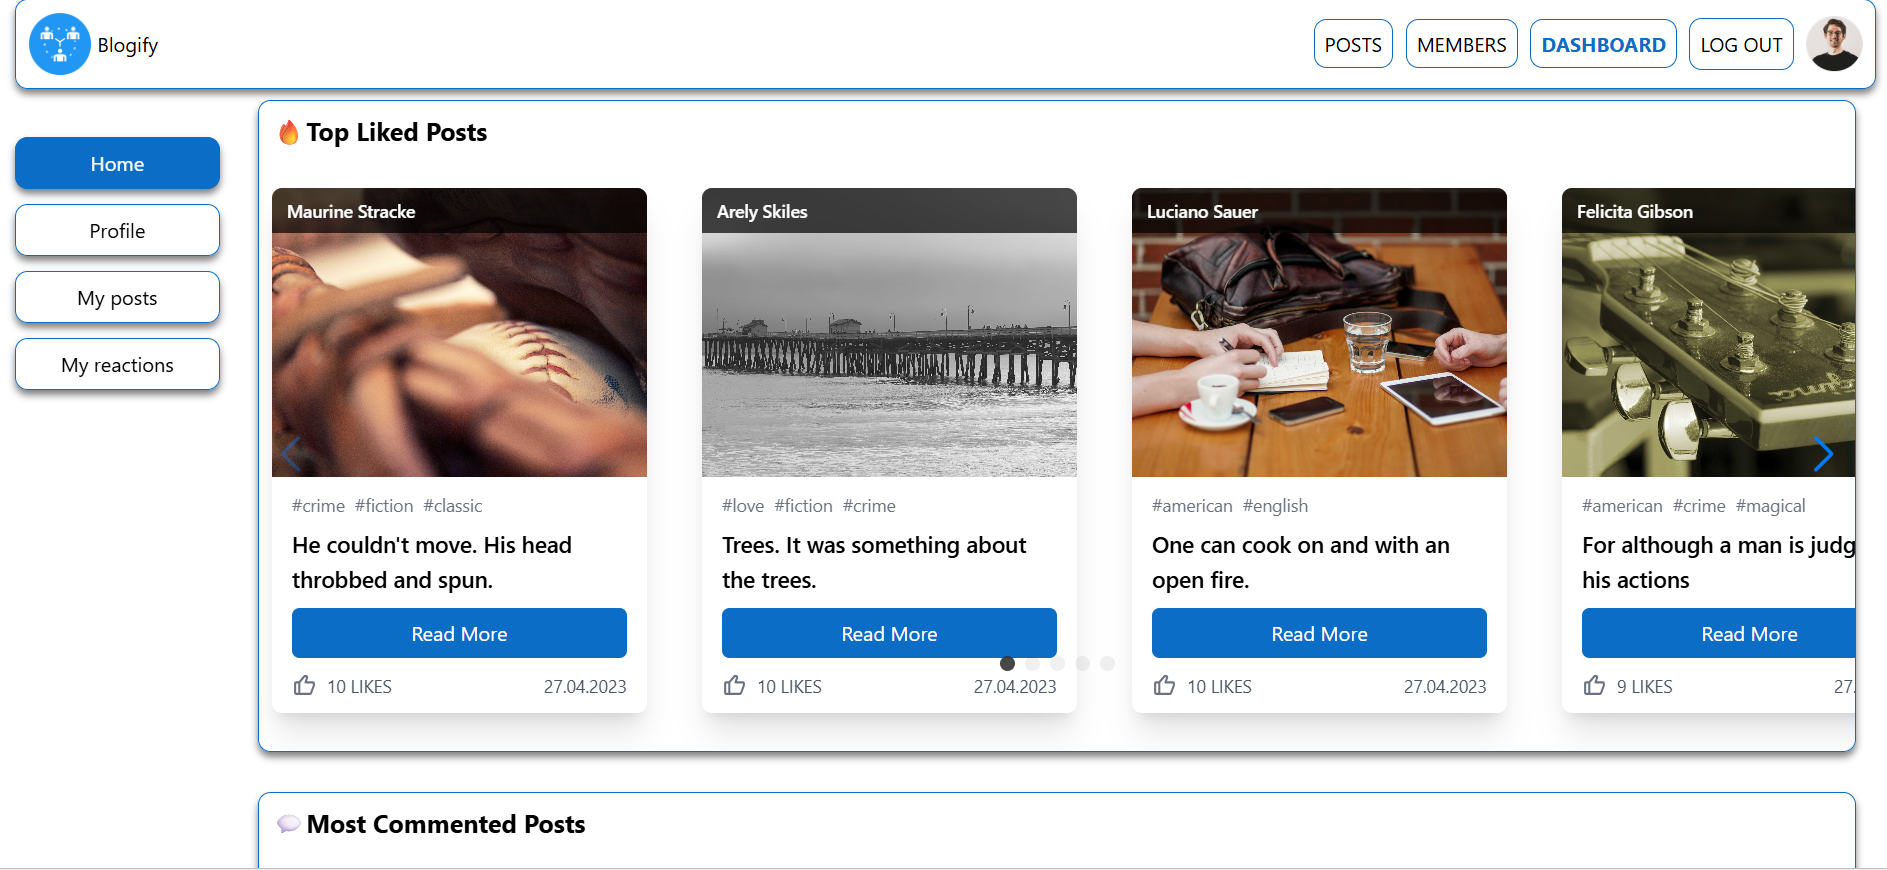 Blogify
POSTS
MEMBERS
DASHBOARD
LOG OUT
Home
Profile
My posts
My reactions
🔥 Top Liked Posts
Maurine Stracke
#crime #fiction #classic
He couldn't move. His head
throbbed and spun.
Read More
10 LIKES
27.04.2023
Arely Skiles
#love #fiction #crime
Trees. It was something about
the trees.
Read More
10 LIKES
27.04.2023
Luciano Sauer
#american #english
One can cook on and with an
open fire.
Read More
10 LIKES
27.04.2023
Felicita Gibson
#american #crime #magical
For although a man is judg
his actions
Read More
9 LIKES
27.
💬 Most Commented Posts